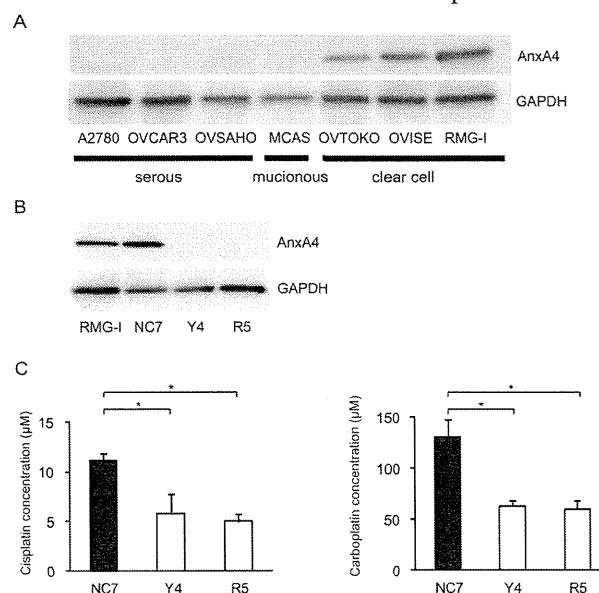 A
AnxA4
GAPDH
A2780 OVCAR3 OVSAHO MCAS OVTOKO OVISE RMG-I
serous mucionous clear cell
B
AnxA4
GAPDH
RMG-I NC7 Y4 R5
C
Cisplatin concentration (µM)
15
10
5
0
*
*
NC7 Y4 R5
Carboplatin concentration (µM)
150
100
50
0
*
*
NC7 Y4 R5